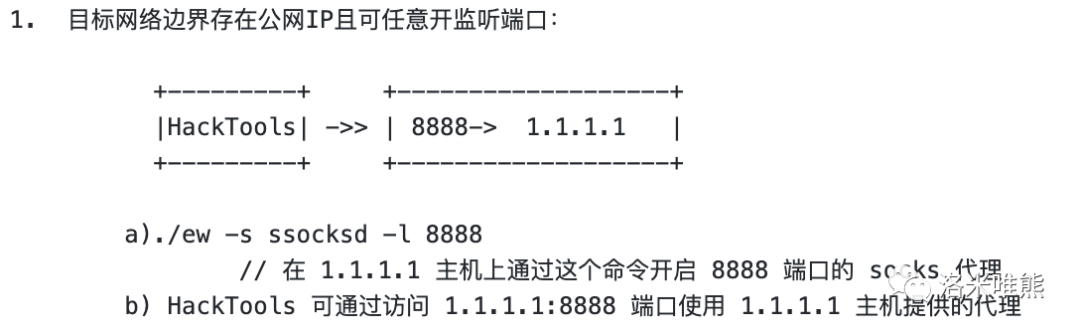 1. 目标网络边界存在公网IP且可任意开监听端口：
+---------+ +-------------------+
|HackTools| ->> | 8888-> 1.1.1.1 |
+---------+ +-------------------+
a)./ew -s ssocksd -l 8888
// 在 1.1.1.1 主机上通过这个命令开启 8888 端口的 socks 代理
b) HackTools 可通过访问 1.1.1.1:8888 端口使用 1.1.1.1 主机提供的代理
洛米唯熊